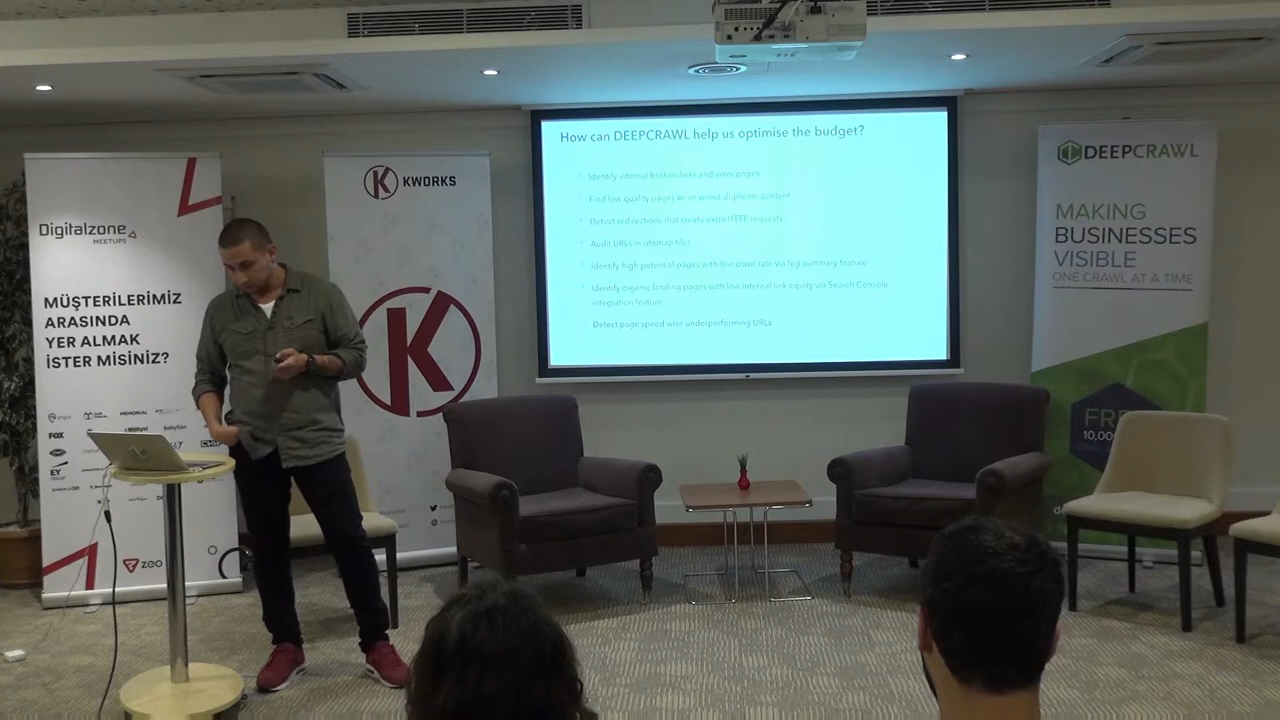 Digitalzone
MEETUPS
MÜŞTERİLERİMİZ
ARASINDA
YER ALMAK
İSTER MİSİNİZ?
MEMORIAL
FOX
EY
ZEO
KWORKS
K
How can DEEPCRAWL help us optimise the budget?
Identify internal broken links and error pages
Find low quality pages w/ or w/out duplicate content
Detect redirections that create extra HTTP requests
Audit URLs in sitemap files
Identify high potential pages with low crawl rate via log summary feature
Identify organic landing pages with low internal link equity via Search Console
integration feature
Detect page speed wise underperforming URLs
DEEPCRAWL
MAKING
BUSINESSES
VISIBLE
ONE CRAWL AT A TIME